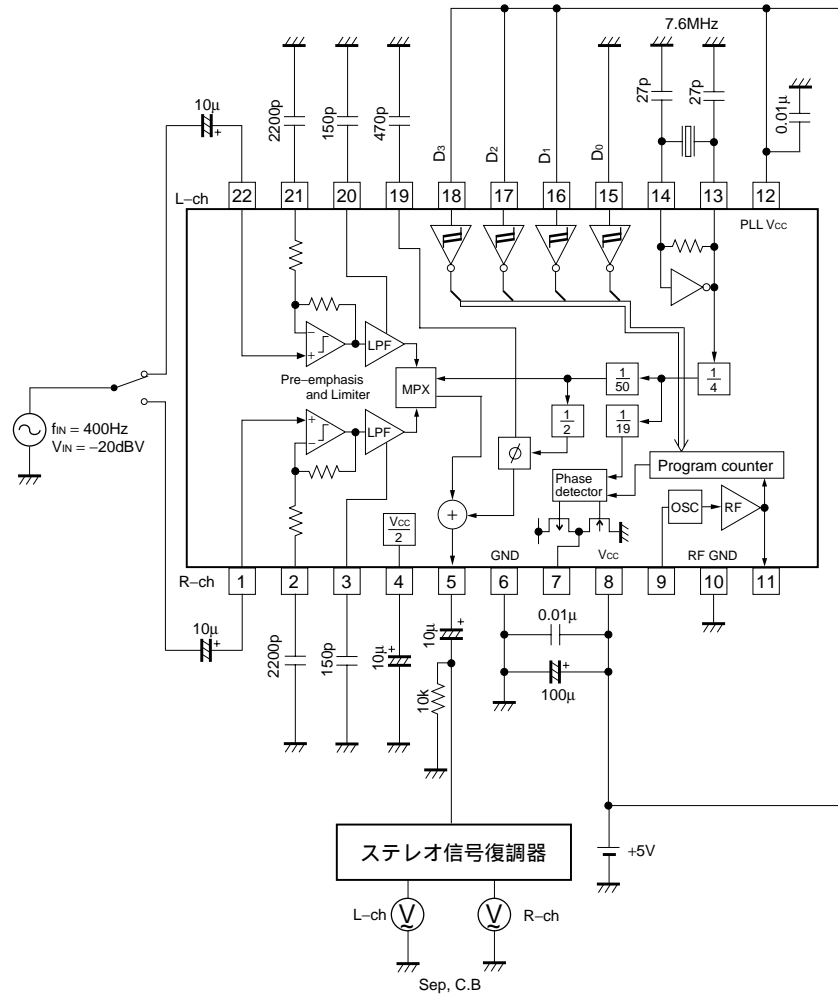 7.6MHz
10μ
+
2200p
150p
470p
D3
D2
D1
D0
27p
27p
0.01μ
L–ch
22
21
20
19
18
17
16
15
14
13
12
PLL VCC
–
+
LPF
Pre-emphasis
and Limiter
MPX
1/50
1/4
1/2
1/19
fIN = 400Hz
VIN = –20dBV
+
–
LPF
φ
Phase
detector
Program counter
+
VCC/2
OSC
RF
GND
VCC
RF GND
R–ch
1
2
3
4
5
6
7
8
9
10
11
10μ
+
2200p
150p
10μ
+
10μ
+
10k
0.01μ
+
100μ
ステレオ信号復調器
+5V
L–ch
V
V
R–ch
Sep, C.B